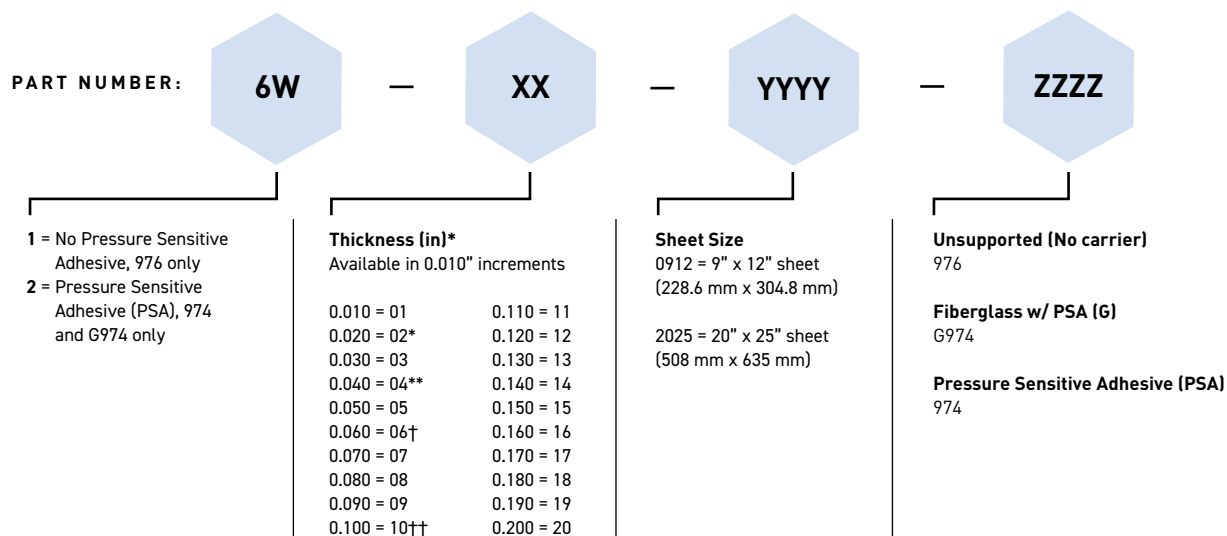 PART NUMBER: 6W — XX — YYYY — ZZZZ
1 = No Pressure Sensitive
Adhesive, 976 only
2 = Pressure Sensitive
Adhesive (PSA), 974
and G974 only
Thickness (in)*
Available in 0.010” increments
0.010 = 01
0.020 = 02*
0.030 = 03
0.040 = 04**
0.050 = 05
0.060 = 06†
0.070 = 07
0.080 = 08
0.090 = 09
0.100 = 10††
0.110 = 11
0.120 = 12
0.130 = 13
0.140 = 14
0.150 = 15
0.160 = 16
0.170 = 17
0.180 = 18
0.190 = 19
0.200 = 20
Sheet Size
0912 = 9” x 12” sheet
(228.6 mm x 304.8 mm)
2025 = 20” x 25” sheet
(508 mm x 635 mm)
Unsupported (No carrier)
976
Fiberglass w/ PSA (G)
G974
Pressure Sensitive Adhesive (PSA)
974